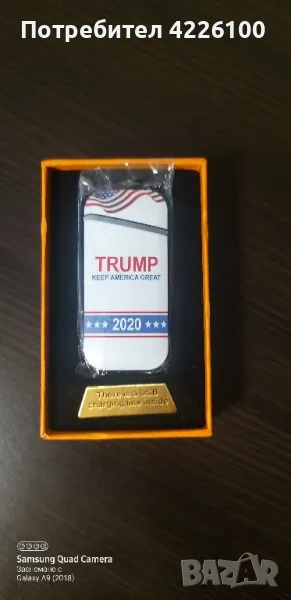 Потребител 4226100
TRUMP
KEEP AMERICA GREAT
2020
There is a USB
charging line inside
Samsung Quad Camera
Заснемане с
Galaxy A9 (2018)
BAZAR